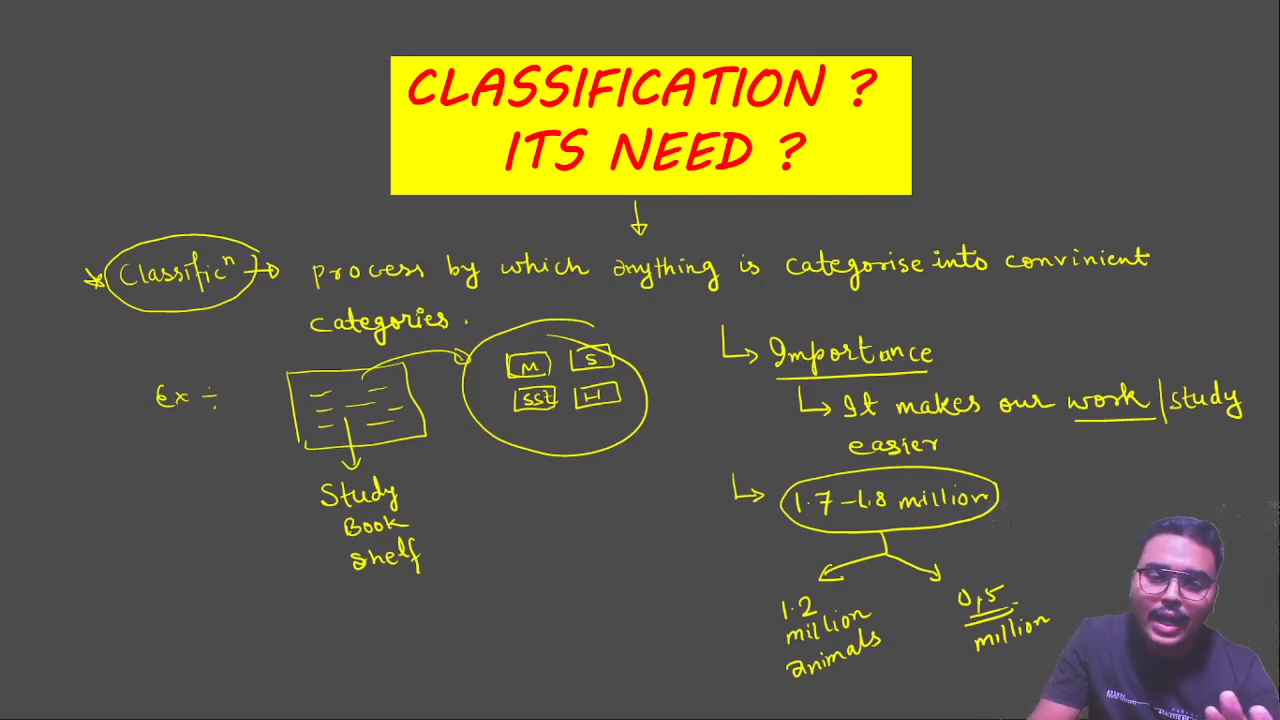 CLASSIFICATION ?
ITS NEED ?
Classificⁿ → process by which anything is categorise into convinient
categories.
Ex ÷
M
S
SSt
H
Study
Book
shelf
Importance
It makes our work/study
easier
1.7-1.8 million
1.2
million
animals
0.5
million